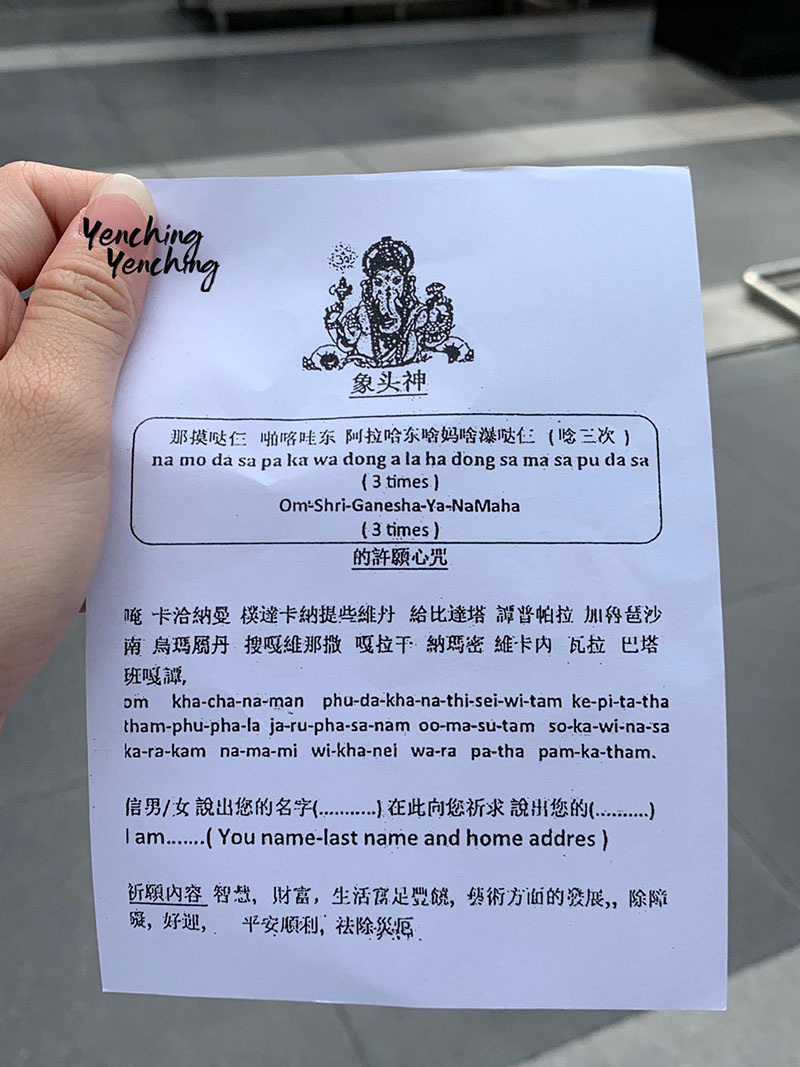 Yenching
Yenching
象头神
那摸哒仨 啪喀哇东 阿拉哈东啥妈啥瀑哒仨 (唸三次)
na mo da sa pa ka wa dong a la ha dong sa ma sa pu da sa
( 3 times )
Om-Shri-Ganesha-Ya-NaMaha
( 3 times )
的許願心咒
唵 卡洽納曼 樸達卡納提些維丹 給比達塔 譚普帕拉 加魯琶沙
南 烏瑪屬丹 搜嘎維那撒 嘎拉干 納瑪密 維卡內 瓦拉 巴塔
班嘎譚,
om kha-cha-na-man phu-da-kha-na-thi-sei-wi-tam ke-pi-ta-tha
tham-phu-pha-la ja-ru-pha-sa-nam oo-ma-su-tam so-ka-wi-na-sa
ka-ra-kam na-ma-mi wi-kha-nei wa-ra pa-tha pam-ka-tham.
信男/女 說出您的名字(...........) 在此向您祈求 說出您的(..........)
I am.......( You name-last name and home addres )
祈願內容 智慧, 財富, 生活富足豐饒, 藝術方面的發展,, 除障
礙, 好運, 平安順利, 祛除災厄